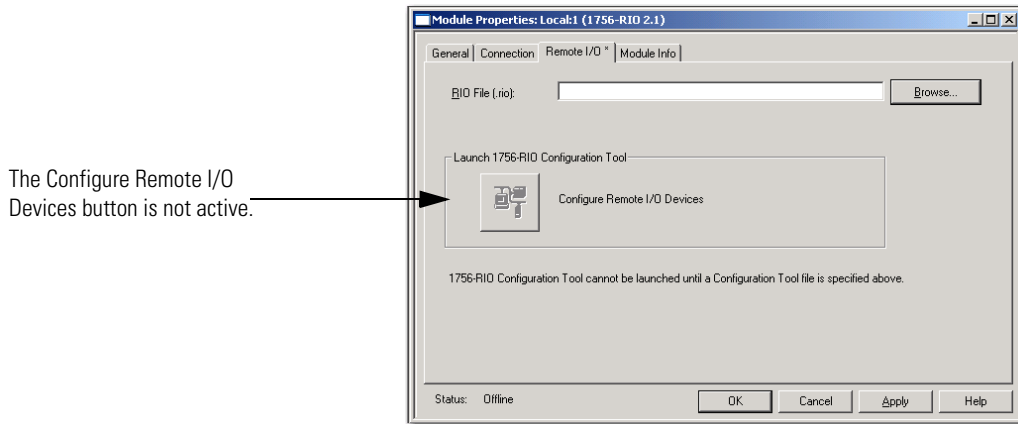 Module Properties: Local:1 (1756-RIO 2.1)
General
Connection
Remote I/O *
Module Info
RIO File (.rio):
Browse...
Launch 1756-RIO Configuration Tool
The Configure Remote I/O
Devices button is not active.
Configure Remote I/O Devices
1756-RIO Configuration Tool cannot be launched until a Configuration Tool file is specified above.
Status: Offline
OK
Cancel
Apply
Help